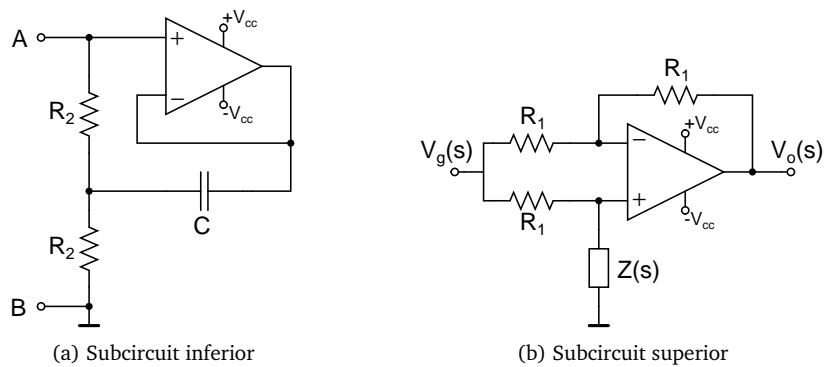 A
+
+Vcc
−
-Vcc
R2
C
R2
B
(a) Subcircuit inferior
R1
Vg(s)
R1
+Vcc
Vo(s)
−
+
-Vcc
R1
Z(s)
(b) Subcircuit superior